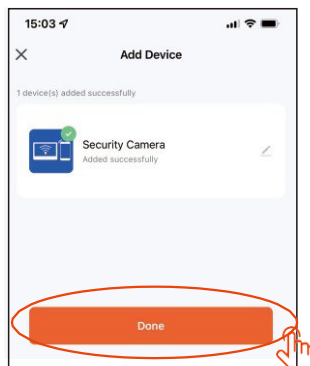 15:03
Add Device
1 device(s) added successfully
Security Camera
Added successfully
Done